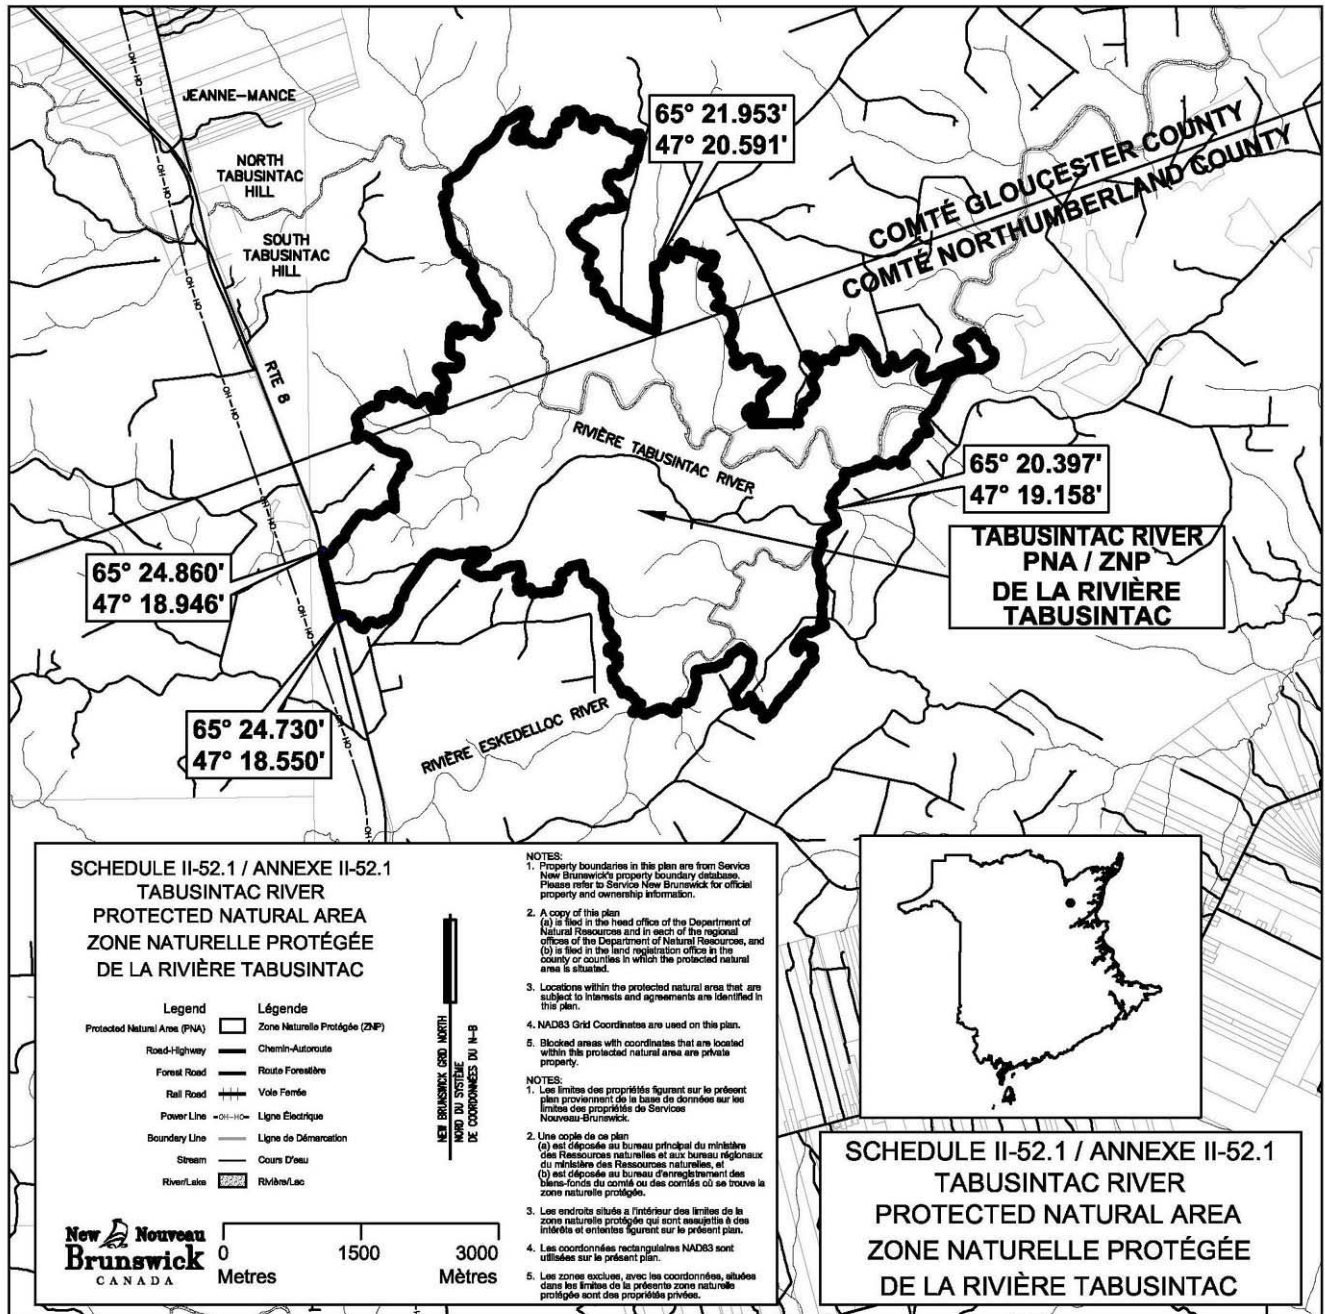 JEANNE-MANCE
NORTH
TABUSINTAC
HILL
SOUTH
TABUSINTAC
HILL
65° 21.953'
47° 20.591'
COMTÉ GLOUCESTER COUNTY
COMTÉ NORTHUMBERLAND COUNTY
RTE 8
RIVIÈRE TABUSINTAC RIVER
65° 20.397'
47° 19.158'
TABUSINTAC RIVER
PNA / ZNP
DE LA RIVIÈRE
TABUSINTAC
65° 24.860'
47° 18.946'
65° 24.730'
47° 18.550'
RIVIÈRE ESKEDELLOC RIVER
SCHEDULE II-52.1 / ANNEXE II-52.1
TABUSINTAC RIVER
PROTECTED NATURAL AREA
ZONE NATURELLE PROTÉGÉE
DE LA RIVIÈRE TABUSINTAC
Legend Légende
Protected Natural Area (PNA) Zone Naturelle Protégée (ZNP)
Road-Highway Chemin-Autoroute
Forest Road Route Forestière
Rail Road Voie Ferrée
Power Line -OH-HO- Ligne Électrique
Boundary Line Ligne de Démarcation
Stream Cours D'eau
River/Lake Rivière/Lac
NEW BRUNSWICK GRID NORTH
NORD DU SYSTÈME
DE COORDONNÉES DU N-B
New Nouveau
Brunswick
CANADA
0 1500 3000
Metres Mètres
NOTES:
1. Property boundaries in this plan are from Service
New Brunswick's property boundary database.
Please refer to Service New Brunswick for official
property and ownership information.
2. A copy of this plan
(a) is filed in the head office of the Department of
Natural Resources and in each of the regional
offices of the Department of Natural Resources, and
(b) is filed in the land registration office in the
county or counties in which the protected natural
area is situated.
3. Locations within the protected natural area that are
subject to interests and agreements are identified in
this plan.
4. NAD83 Grid Coordinates are used on this plan.
5. Blocked areas with coordinates that are located
within this protected natural area are private
property.
NOTES:
1. Les limites des propriétés figurant sur le présent
plan proviennent de la base de données sur les
limites des propriétés de Services
Nouveau-Brunswick.
2. Une copie de ce plan
(a) est déposée au bureau principal du ministère
des Ressources naturelles et aux bureau régionaux
du ministère des Ressources naturelles, et
(b) est déposée au bureau d'enregistrement des
biens-fonds du comté ou des comtés où se trouve la
zone naturelle protégée.
3. Les endroits situés a l'intérieur des limites de la
zone naturelle protégée qui sont assujettis à des
intérêts et ententes figurent sur le présent plan.
4. Les coordonnées rectangulaires NAD83 sont
utilisées sur le présent plan.
5. Les zones exclues, avec les coordonnées, situées
dans les limites de la présente zone naturelle
protégée sont des propriétés privées.
SCHEDULE II-52.1 / ANNEXE II-52.1
TABUSINTAC RIVER
PROTECTED NATURAL AREA
ZONE NATURELLE PROTÉGÉE
DE LA RIVIÈRE TABUSINTAC